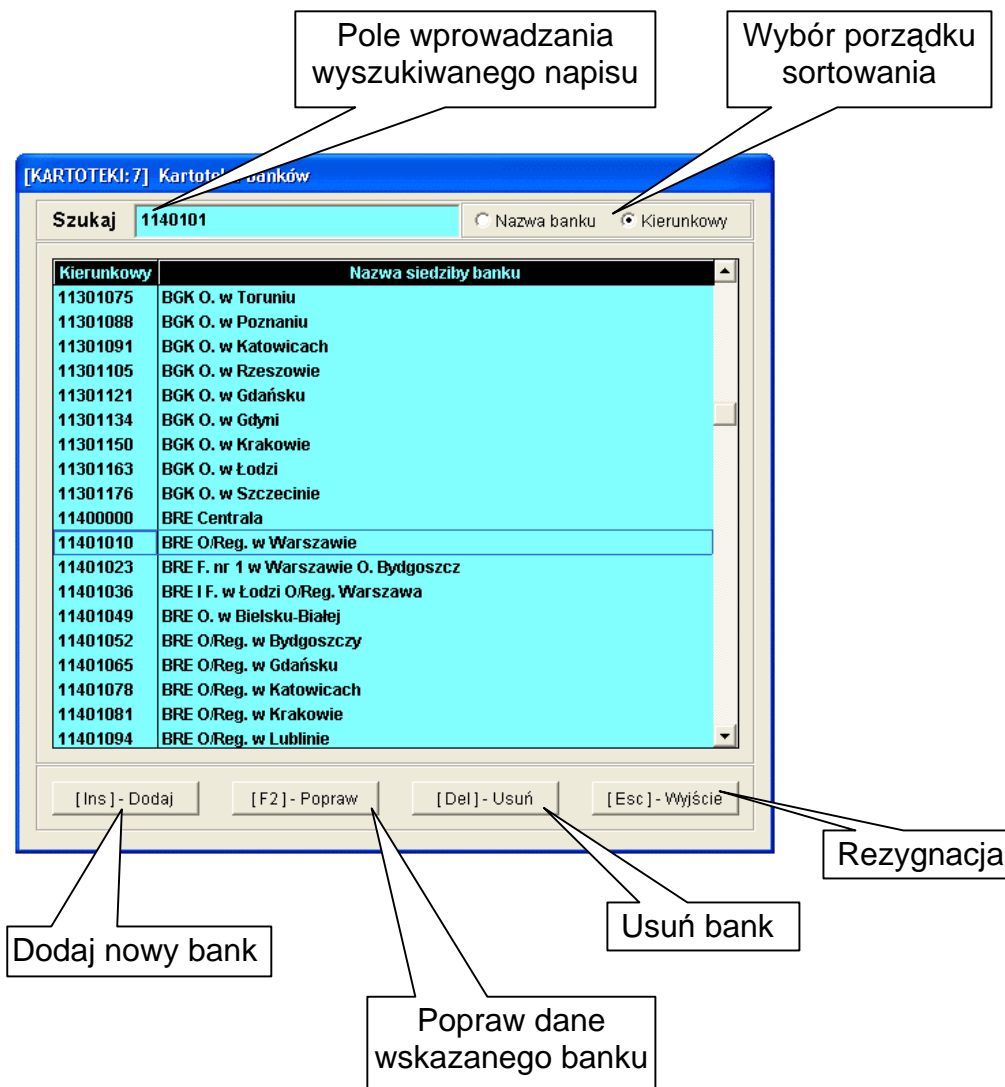 Pole wprowadzania
wyszukiwanego napisu
Wybór porządku
sortowania
[KARTOTEKI: 7] Kartoteka banków
Szukaj 1140101 Nazwa banku Kierunkowy
Kierunkowy Nazwa siedziby banku
11301075 BGK O. w Toruniu
11301088 BGK O. w Poznaniu
11301091 BGK O. w Katowicach
11301105 BGK O. w Rzeszowie
11301121 BGK O. w Gdańsku
11301134 BGK O. w Gdyni
11301150 BGK O. w Krakowie
11301163 BGK O. w Łodzi
11301176 BGK O. w Szczecinie
11400000 BRE Centrala
11401010 BRE O/Reg. w Warszawie
11401023 BRE F. nr 1 w Warszawie O. Bydgoszcz
11401036 BRE I F. w Łodzi O/Reg. Warszawa
11401049 BRE O. w Bielsku-Białej
11401052 BRE O/Reg. w Bydgoszczy
11401065 BRE O/Reg. w Gdańsku
11401078 BRE O/Reg. w Katowicach
11401081 BRE O/Reg. w Krakowie
11401094 BRE O/Reg. w Lublinie
[Ins] - Dodaj [F2] - Popraw [Del] - Usuń [Esc] - Wyjście
Rezygnacja
Usuń bank
Dodaj nowy bank
Popraw dane
wskazanego banku